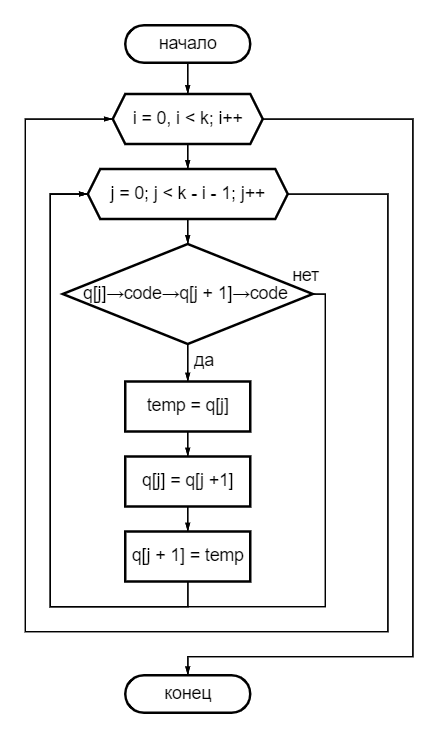 начало
i = 0, i < k; i++
j = 0; j < k - i - 1; j++
нет
q[j]→code→q[j + 1]→code
да
temp = q[j]
q[j] = q[j +1]
q[j + 1] = temp
конец